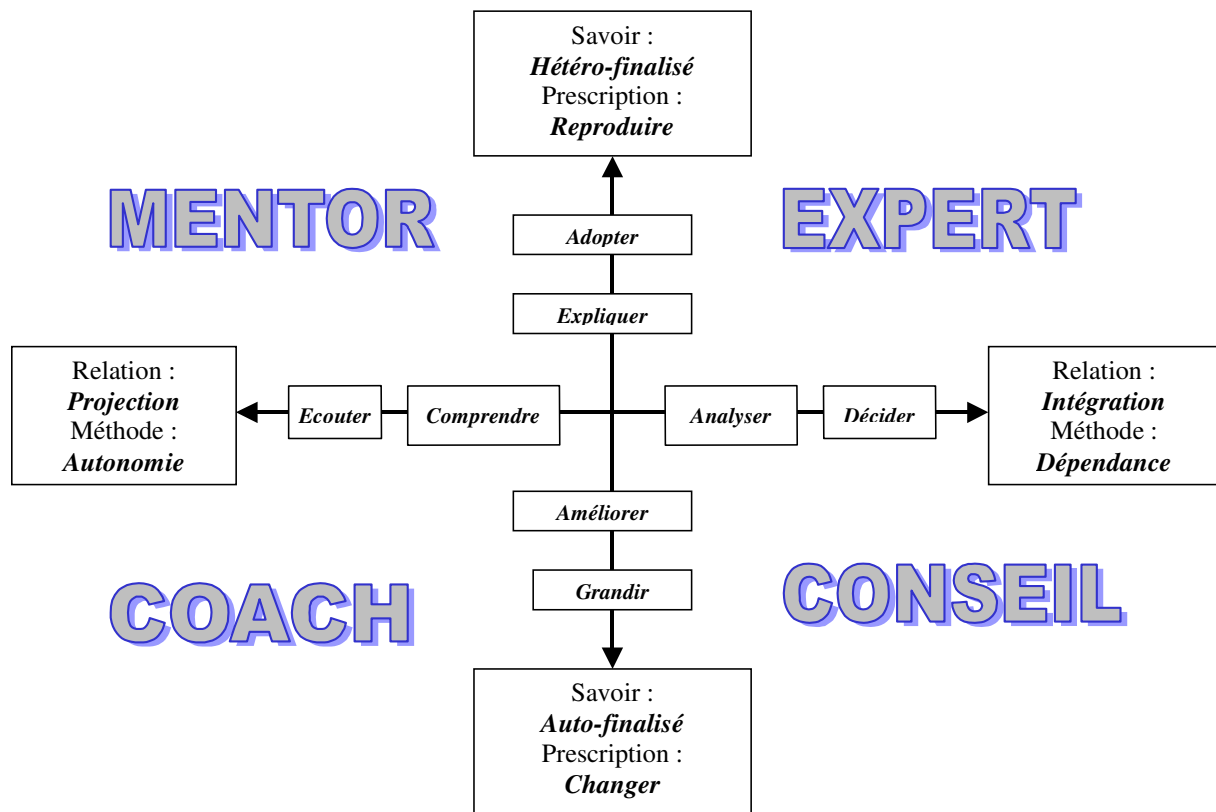 Savoir :
Hétéro-finalisé
Prescription :
Reproduire
MENTOR
EXPERT
Adopter
Expliquer
Relation :
Projection
Méthode :
Autonomie
Ecouter
Comprendre
Analyser
Décider
Relation :
Intégration
Méthode :
Dépendance
Améliorer
Grandir
COACH
CONSEIL
Savoir :
Auto-finalisé
Prescription :
Changer